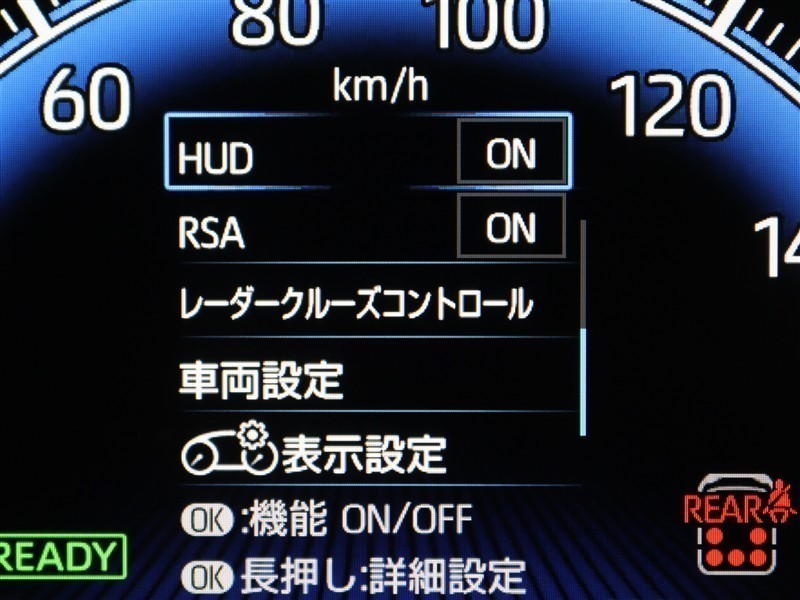 80 100
60 km/h 120
HUD ON
RSA ON
14
レーダークルーズコントロール
車両設定
表示設定
REAR
OK:機能 ON/OFF
READY
OK長押し:詳細設定